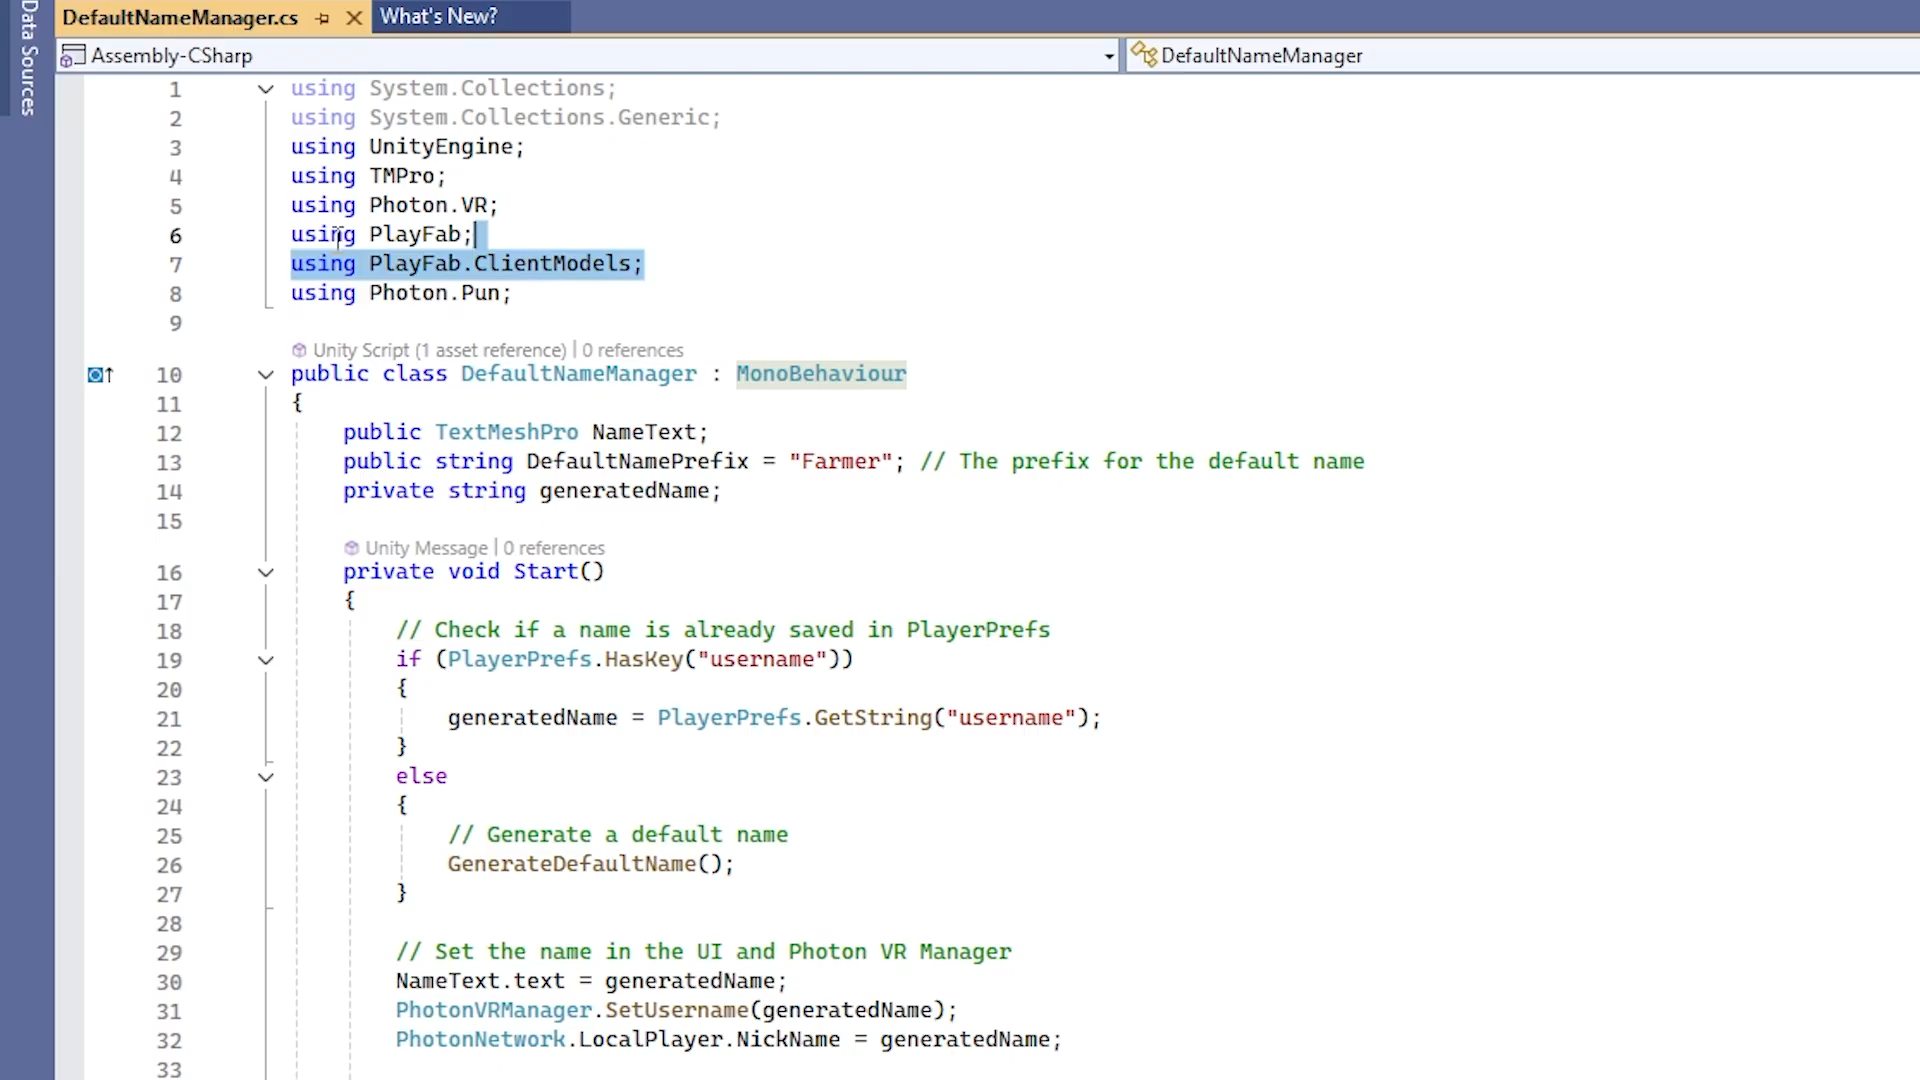 Data Sources
DefaultNameManager.cs
What's New?
Assembly-CSharp
DefaultNameManager
1 using System.Collections;
2 using System.Collections.Generic;
3 using UnityEngine;
4 using TMPro;
5 using Photon.VR;
6 using PlayFab;
7 using PlayFab.ClientModels;
8 using Photon.Pun;
9
Unity Script (1 asset reference) | 0 references
10 public class DefaultNameManager : MonoBehaviour
11 {
12 public TextMeshPro NameText;
13 public string DefaultNamePrefix = "Farmer"; // The prefix for the default name
14 private string generatedName;
15
Unity Message | 0 references
16 private void Start()
17 {
18 // Check if a name is already saved in PlayerPrefs
19 if (PlayerPrefs.HasKey("username"))
20 {
21 generatedName = PlayerPrefs.GetString("username");
22 }
23 else
24 {
25 // Generate a default name
26 GenerateDefaultName();
27 }
28
29 // Set the name in the UI and Photon VR Manager
30 NameText.text = generatedName;
31 PhotonVRManager.SetUsername(generatedName);
32 PhotonNetwork.LocalPlayer.NickName = generatedName;
33